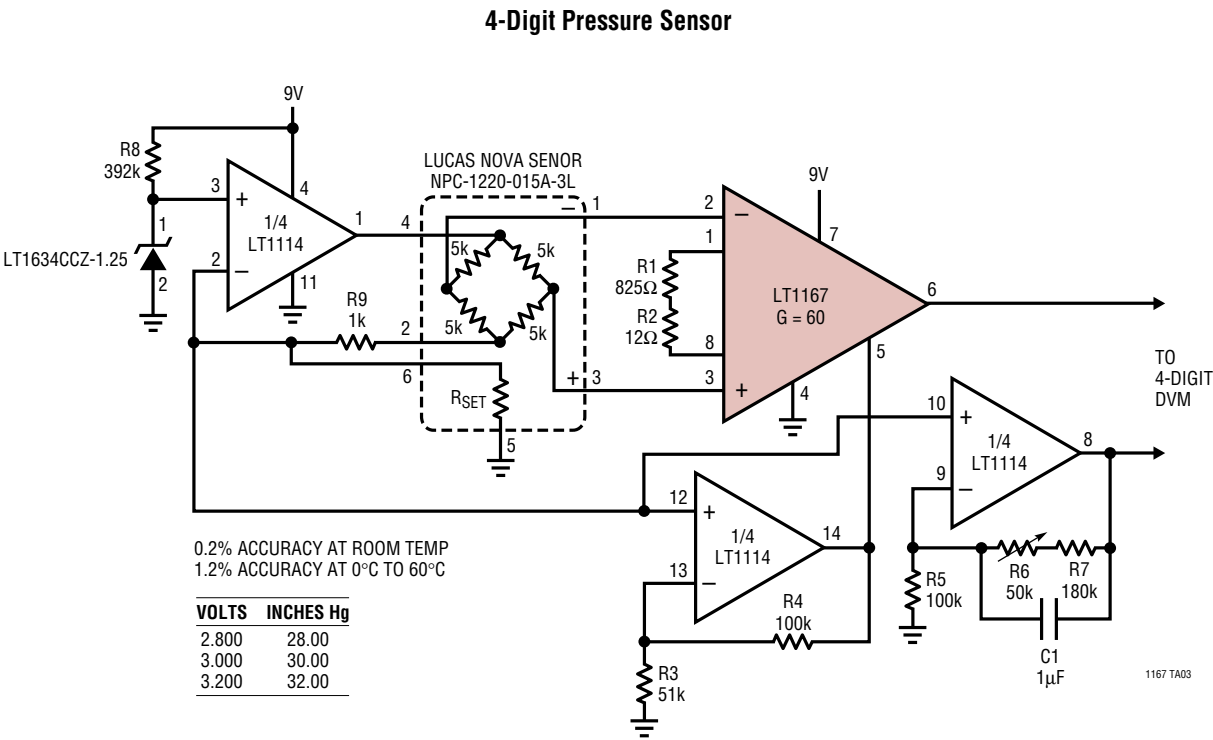 4-Digit Pressure Sensor
9V
R8
392k
3
+
4
1/4
LT1114
1
1
LT1634CCZ-1.25
2
2
–
11
LUCAS NOVA SENOR
NPC-1220-015A-3L
4
–
1
5k
5k
5k
5k
R9
1k
2
6
RSET
5
+
3
9V
2
–
7
1
R1
825Ω
R2
12Ω
8
3
+
LT1167
G = 60
6
5
4
TO
4-DIGIT
DVM
10
+
1/4
LT1114
8
9
–
12
+
1/4
LT1114
14
13
–
R5
100k
R6
50k
R7
180k
C1
1µF
R4
100k
R3
51k
0.2% ACCURACY AT ROOM TEMP
1.2% ACCURACY AT 0°C TO 60°C
VOLTS INCHES Hg
2.800 28.00
3.000 30.00
3.200 32.00
1167 TA03